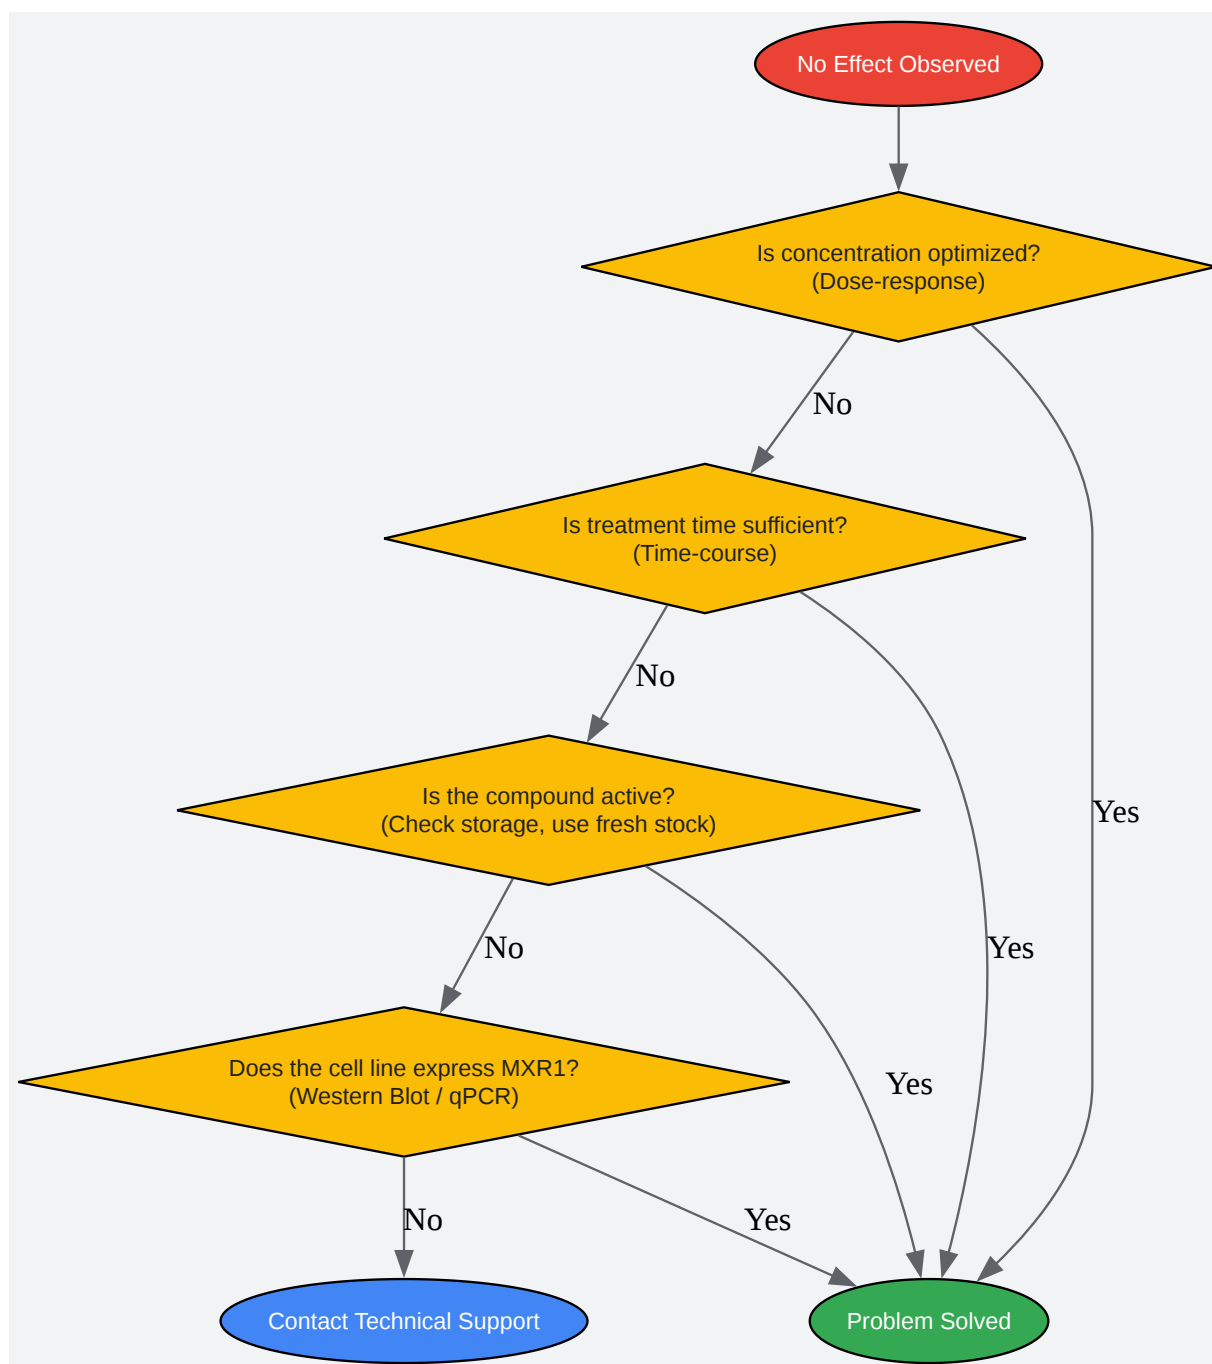 No Effect Observed
Is concentration optimized?
(Dose-response)
No
Is treatment time sufficient?
(Time-course)
No
Is the compound active?
(Check storage, use fresh stock)
Yes
No
Yes
Does the cell line express MXR1?
(Western Blot / qPCR)
Yes
No
Yes
Contact Technical Support
Problem Solved